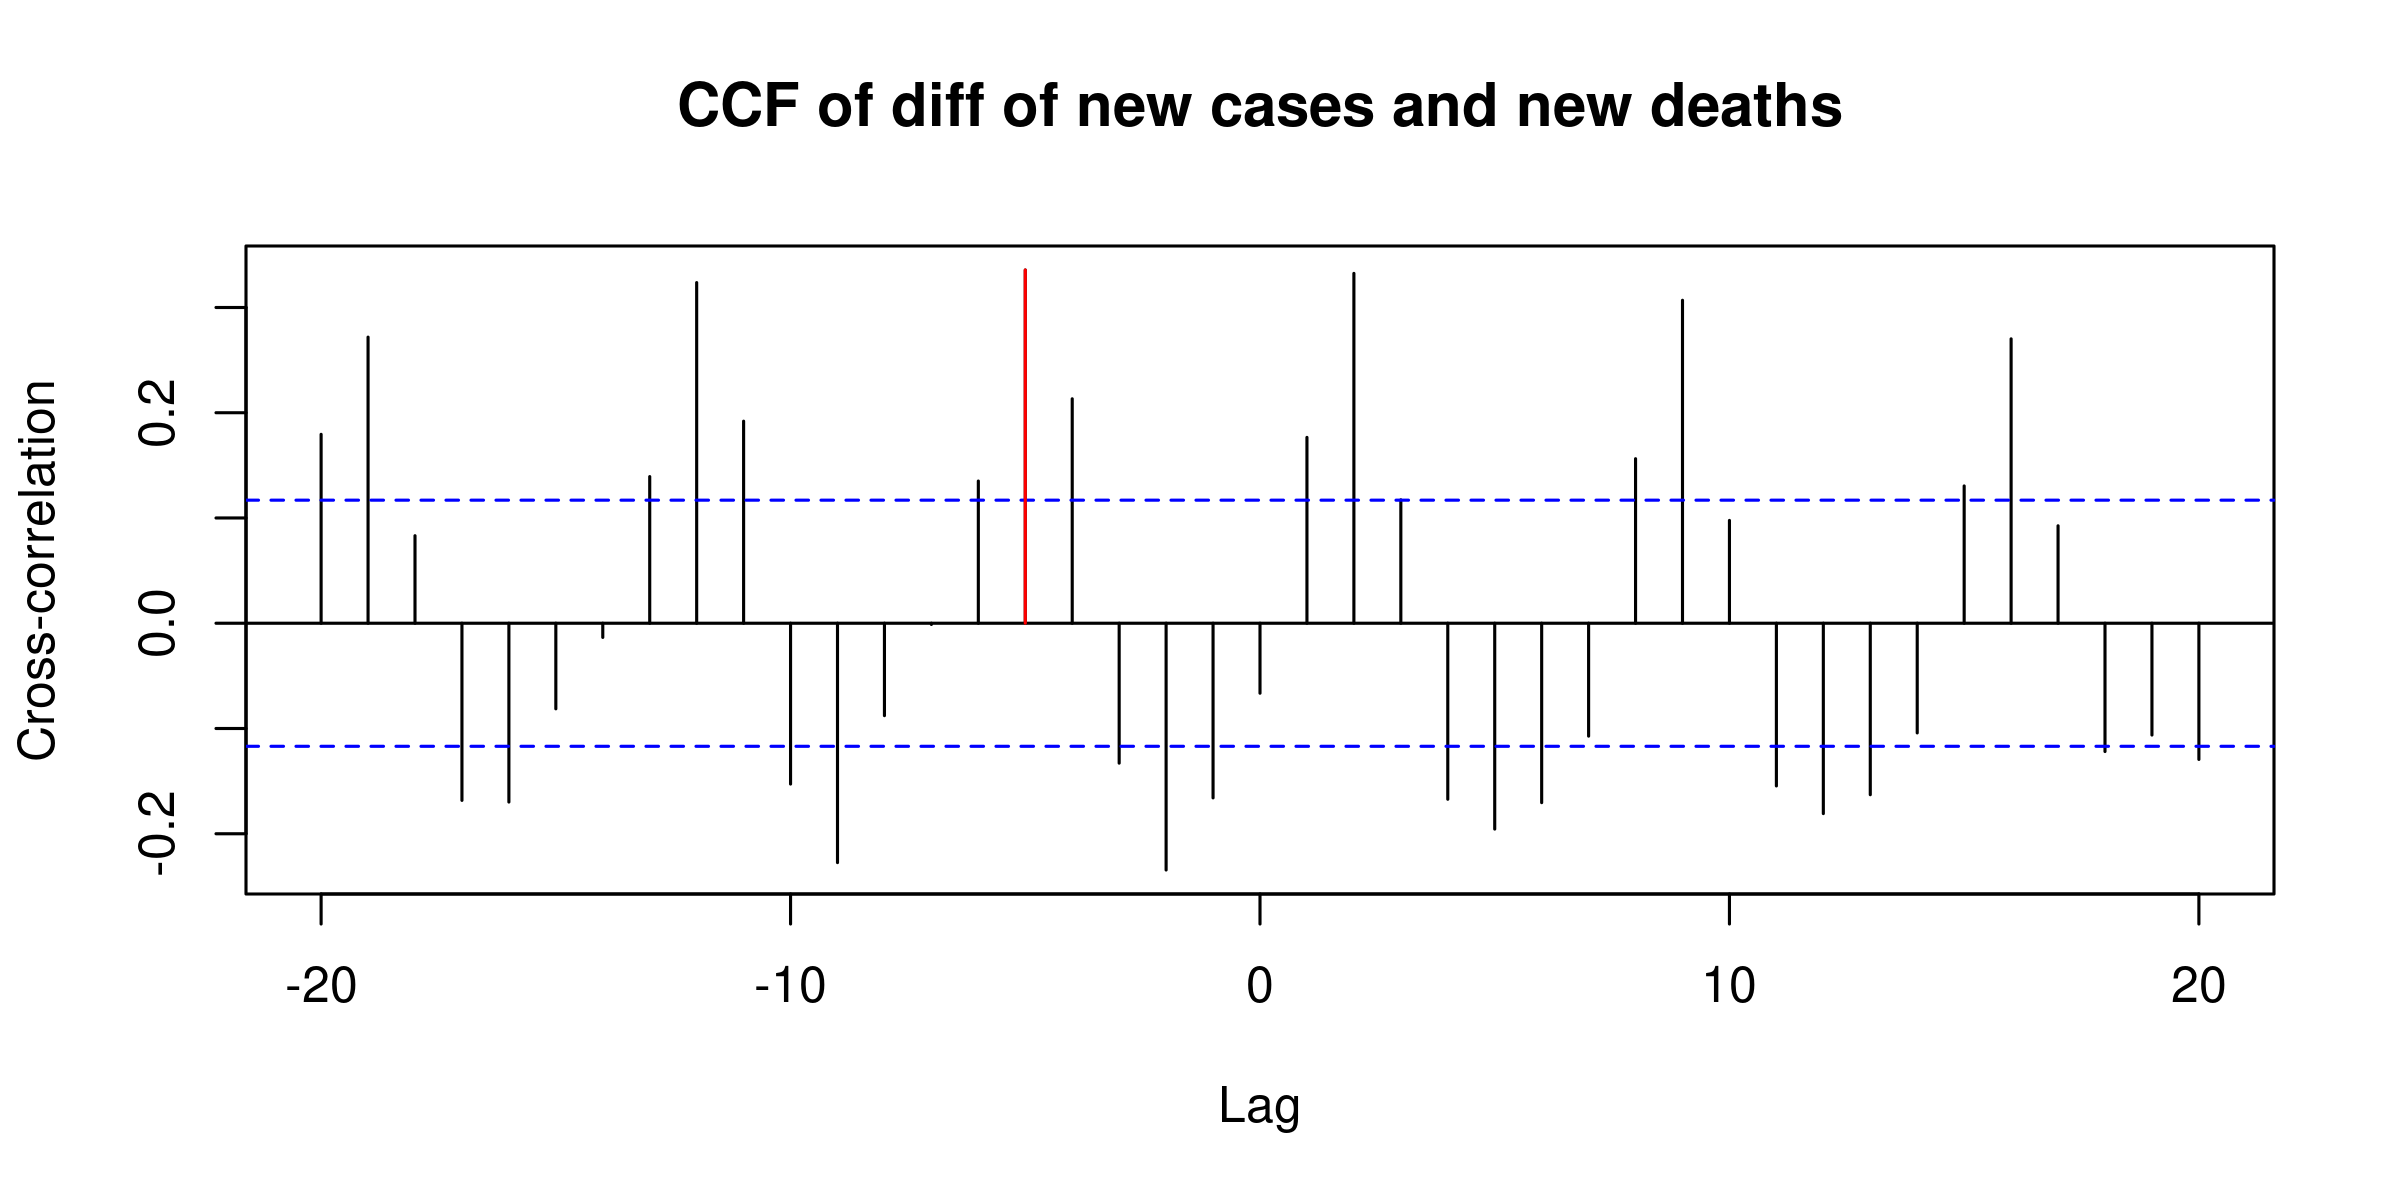 CCF of diff of new cases and new deaths
Cross-correlation
0.2
0.0
-0.2
-20 -10 0 10 20
Lag